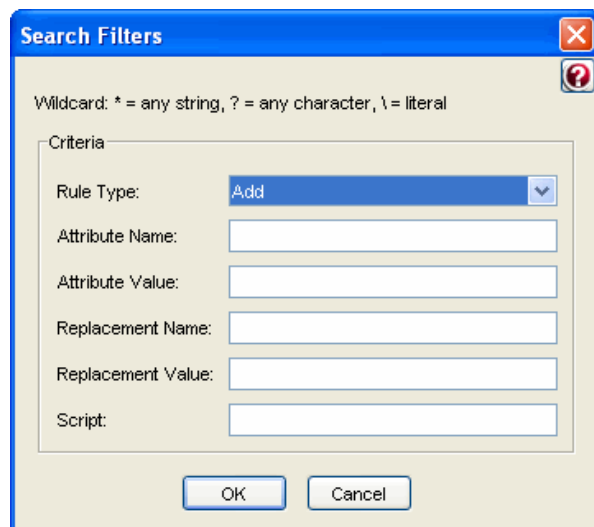 Search Filters
Wildcard: * = any string, ? = any character, \ = literal
Criteria
Rule Type: Add
Attribute Name:
Attribute Value:
Replacement Name:
Replacement Value:
Script:
OK Cancel